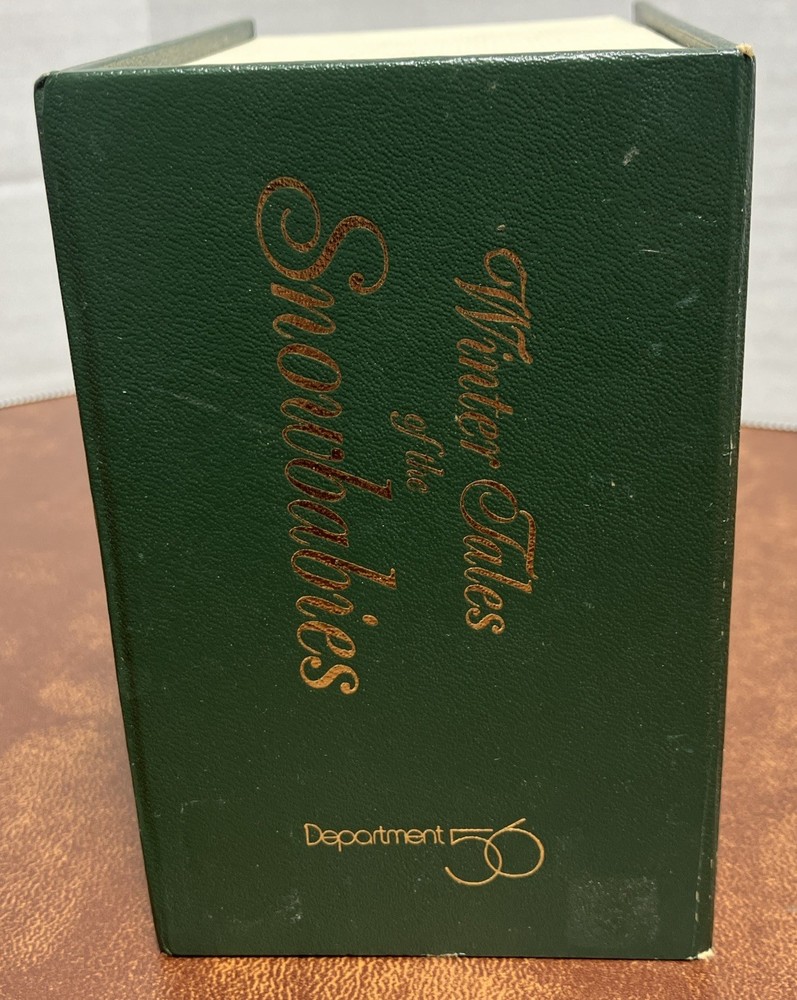 Winter Tales
of the
Snowbabies
Department 56